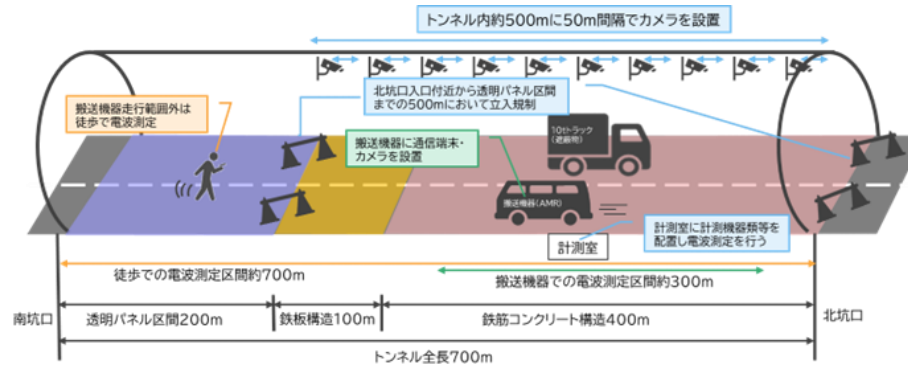 トンネル内約500mに50m間隔でカメラを設置
北坑口入口付近から透明パネル区間
までの500mにおいて立入規制
搬送機器走行範囲外は
徒歩で電波測定
搬送機器に通信端末・
カメラを設置
10tトラック
(遮蔽物)
搬送機器(AMR)
計測室
計測室に計測機器類等を
配置し電波測定を行う
徒歩での電波測定区間約700m
搬送機器での電波測定区間約300m
南坑口
透明パネル区間200m
鉄板構造100m
鉄筋コンクリート構造400m
北坑口
トンネル全長700m